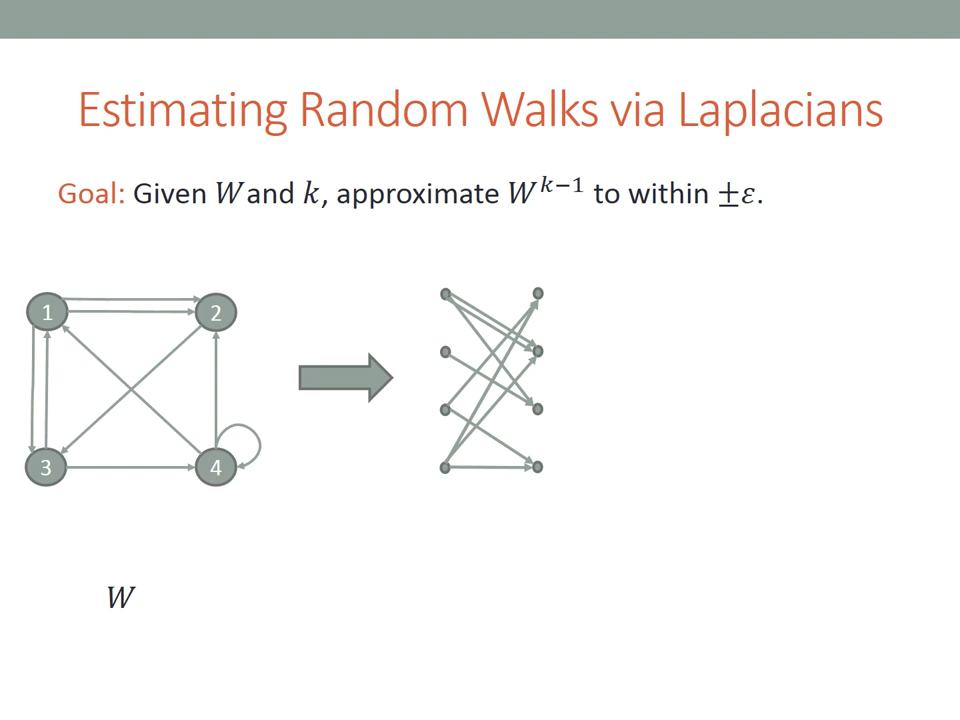 Estimating Random Walks via Laplacians
Goal: Given W and k, approximate W^{k−1} to within ±ε.
1 2
3 4
W